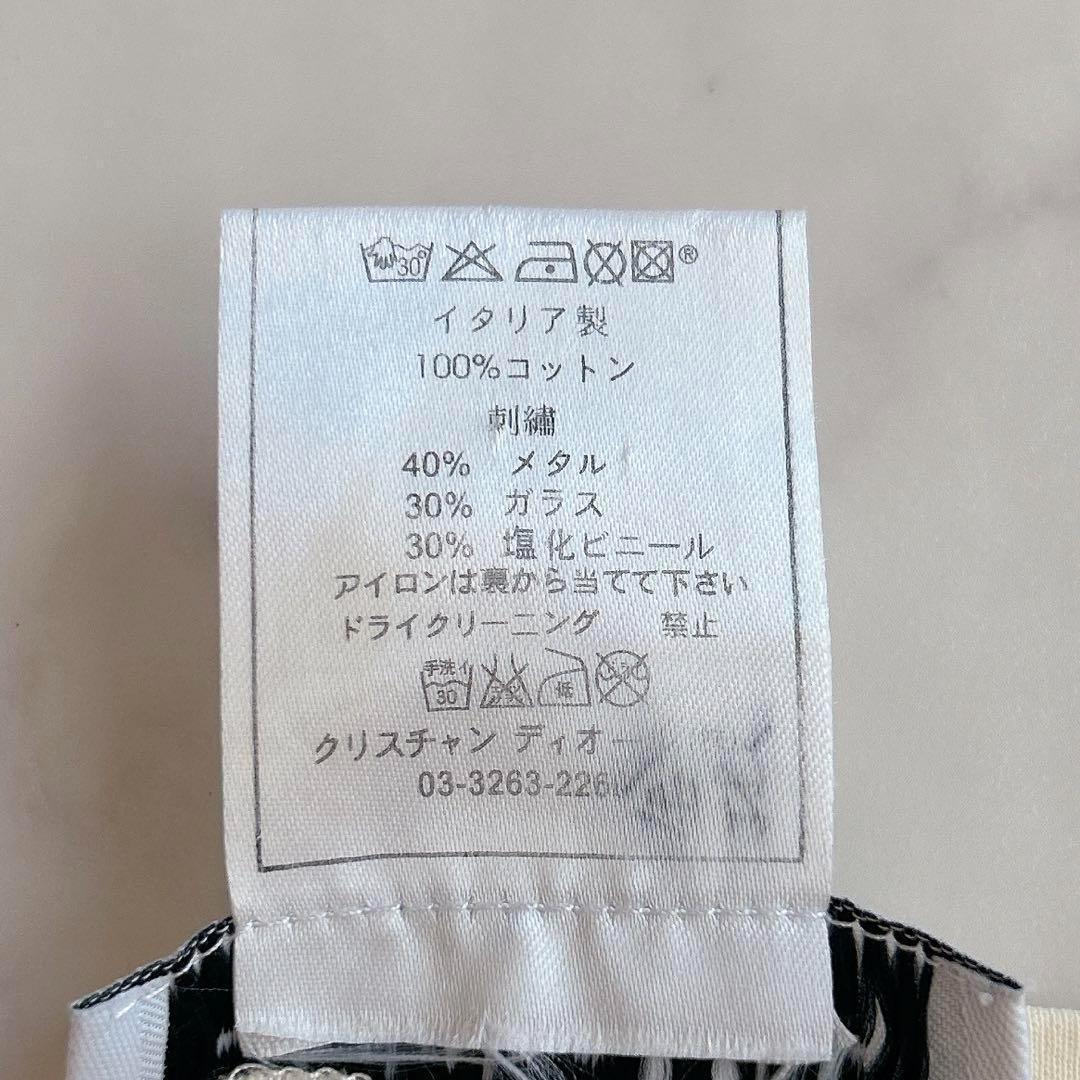 30° ®
イタリア製
100%コットン
刺繍
40% メタル
30% ガラス
30% 塩化ビニール
アイロンは裏から当てて下さい
ドライクリーニング 禁止
手洗イ 30 低
クリスチャン ディオー
03-3263-226